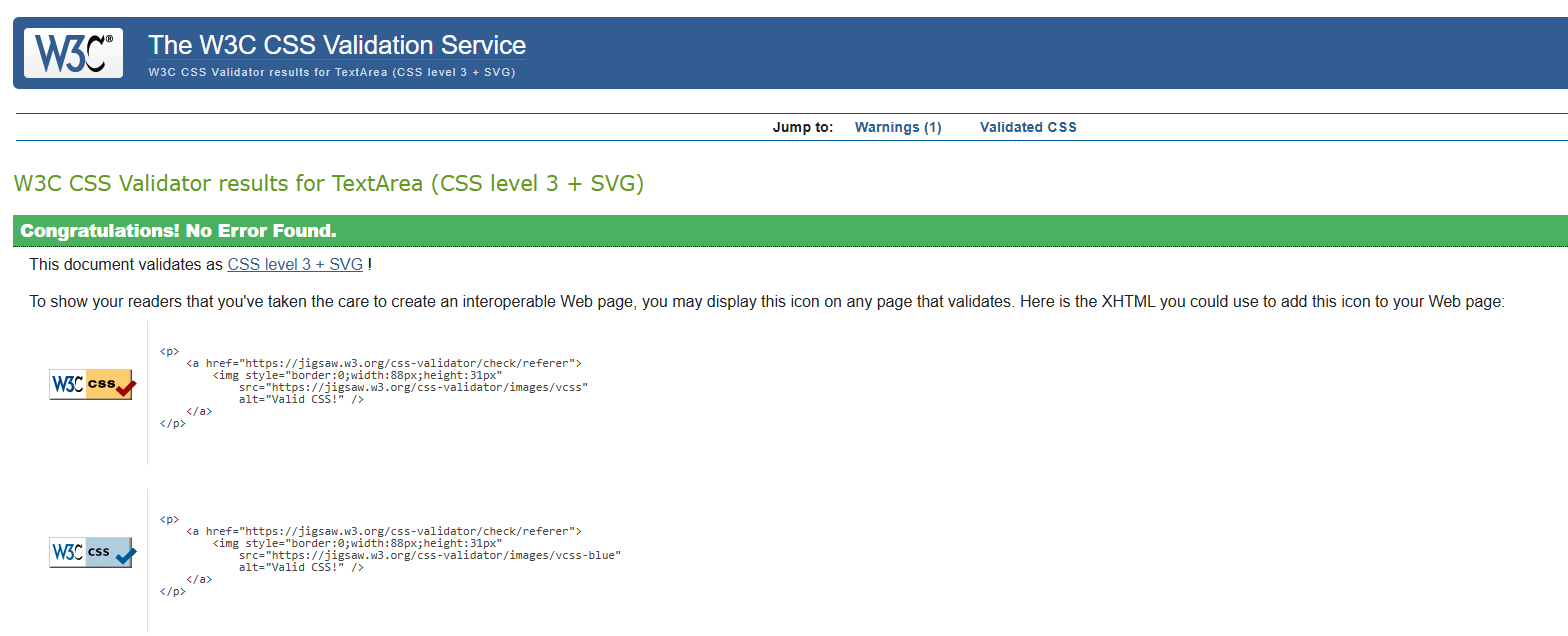 W3C® The W3C CSS Validation Service
W3C CSS Validator results for TextArea (CSS level 3 + SVG)
Jump to: Warnings (1) Validated CSS
W3C CSS Validator results for TextArea (CSS level 3 + SVG)
Congratulations! No Error Found.
This document validates as CSS level 3 + SVG !
To show your readers that you've taken the care to create an interoperable Web page, you may display this icon on any page that validates. Here is the XHTML you could use to add this icon to your Web page:
W3C css
<p>
    <a href="https://jigsaw.w3.org/css-validator/check/referer">
        <img style="border:0;width:88px;height:31px"
            src="https://jigsaw.w3.org/css-validator/images/vcss"
            alt="Valid CSS!" />
    </a>
</p>
W3C css
<p>
    <a href="https://jigsaw.w3.org/css-validator/check/referer">
        <img style="border:0;width:88px;height:31px"
            src="https://jigsaw.w3.org/css-validator/images/vcss-blue"
            alt="Valid CSS!" />
    </a>
</p>